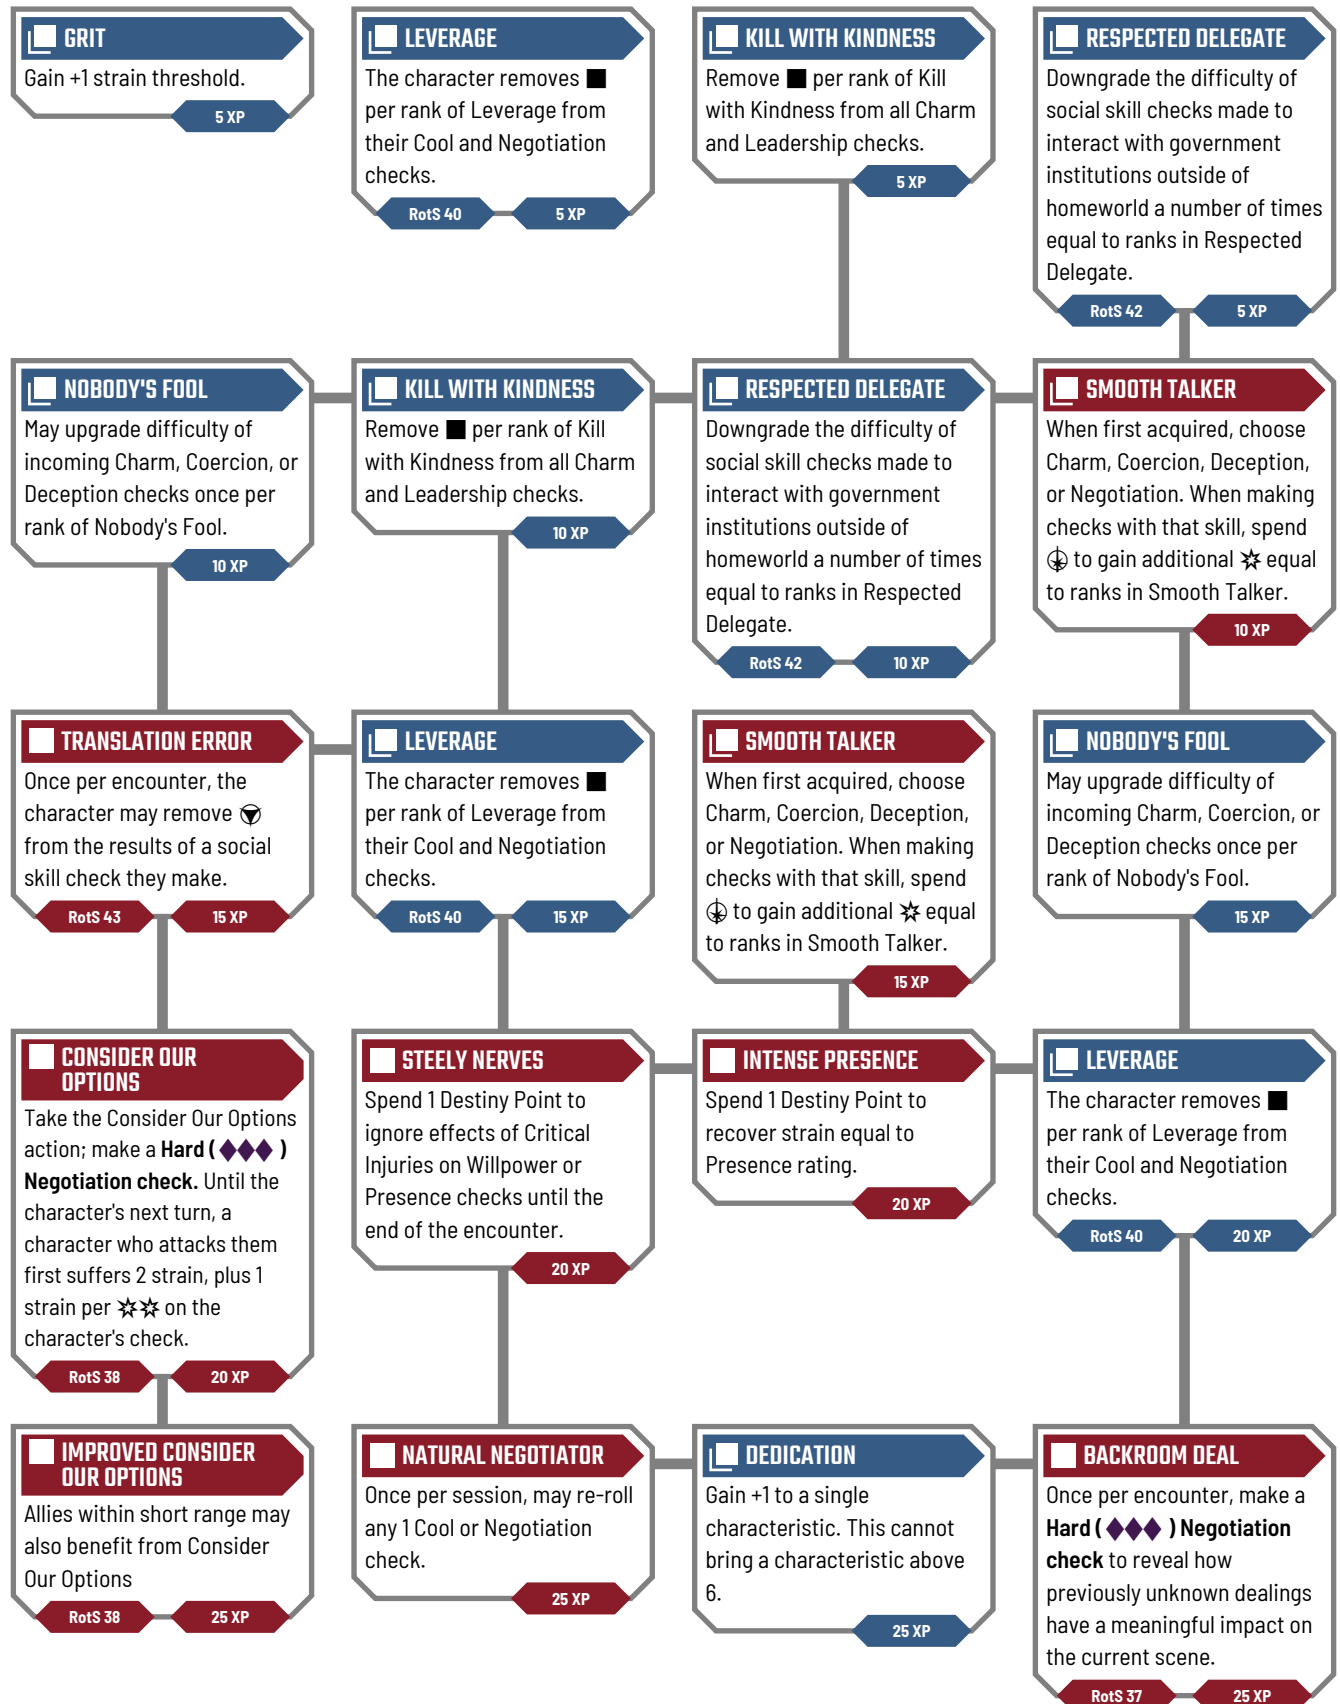 GRIT
Gain +1 strain threshold.
5 XP
LEVERAGE
The character removes ■
per rank of Leverage from
their Cool and Negotiation
checks.
RotS 40
5 XP
KILL WITH KINDNESS
Remove ■ per rank of Kill
with Kindness from all Charm
and Leadership checks.
5 XP
RESPECTED DELEGATE
Downgrade the difficulty of
social skill checks made to
interact with government
institutions outside of
homeworld a number of times
equal to ranks in Respected
Delegate.
RotS 42
5 XP
NOBODY'S FOOL
May upgrade difficulty of
incoming Charm, Coercion, or
Deception checks once per
rank of Nobody's Fool.
10 XP
KILL WITH KINDNESS
Remove ■ per rank of Kill
with Kindness from all Charm
and Leadership checks.
10 XP
RESPECTED DELEGATE
Downgrade the difficulty of
social skill checks made to
interact with government
institutions outside of
homeworld a number of times
equal to ranks in Respected
Delegate.
RotS 42
10 XP
SMOOTH TALKER
When first acquired, choose
Charm, Coercion, Deception,
or Negotiation. When making
checks with that skill, spend
to gain additional equal
to ranks in Smooth Talker.
10 XP
TRANSLATION ERROR
Once per encounter, the
character may remove
from the results of a social
skill check they make.
RotS 43
15 XP
LEVERAGE
The character removes ■
per rank of Leverage from
their Cool and Negotiation
checks.
RotS 40
15 XP
SMOOTH TALKER
When first acquired, choose
Charm, Coercion, Deception,
or Negotiation. When making
checks with that skill, spend
to gain additional equal
to ranks in Smooth Talker.
15 XP
NOBODY'S FOOL
May upgrade difficulty of
incoming Charm, Coercion, or
Deception checks once per
rank of Nobody's Fool.
15 XP
CONSIDER OUR
OPTIONS
Take the Consider Our Options
action; make a Hard (◆◆◆)
Negotiation check. Until the
character's next turn, a
character who attacks them
first suffers 2 strain, plus 1
strain per on the
character's check.
RotS 38
20 XP
STEELY NERVES
Spend 1 Destiny Point to
ignore effects of Critical
Injuries on Willpower or
Presence checks until the
end of the encounter.
20 XP
INTENSE PRESENCE
Spend 1 Destiny Point to
recover strain equal to
Presence rating.
20 XP
LEVERAGE
The character removes ■
per rank of Leverage from
their Cool and Negotiation
checks.
RotS 40
20 XP
IMPROVED CONSIDER
OUR OPTIONS
Allies within short range may
also benefit from Consider
Our Options
RotS 38
25 XP
NATURAL NEGOTIATOR
Once per session, may re-roll
any 1 Cool or Negotiation
check.
25 XP
DEDICATION
Gain +1 to a single
characteristic. This cannot
bring a characteristic above
6.
25 XP
BACKROOM DEAL
Once per encounter, make a
Hard (◆◆◆) Negotiation
check to reveal how
previously unknown dealings
have a meaningful impact on
the current scene.
RotS 37
25 XP